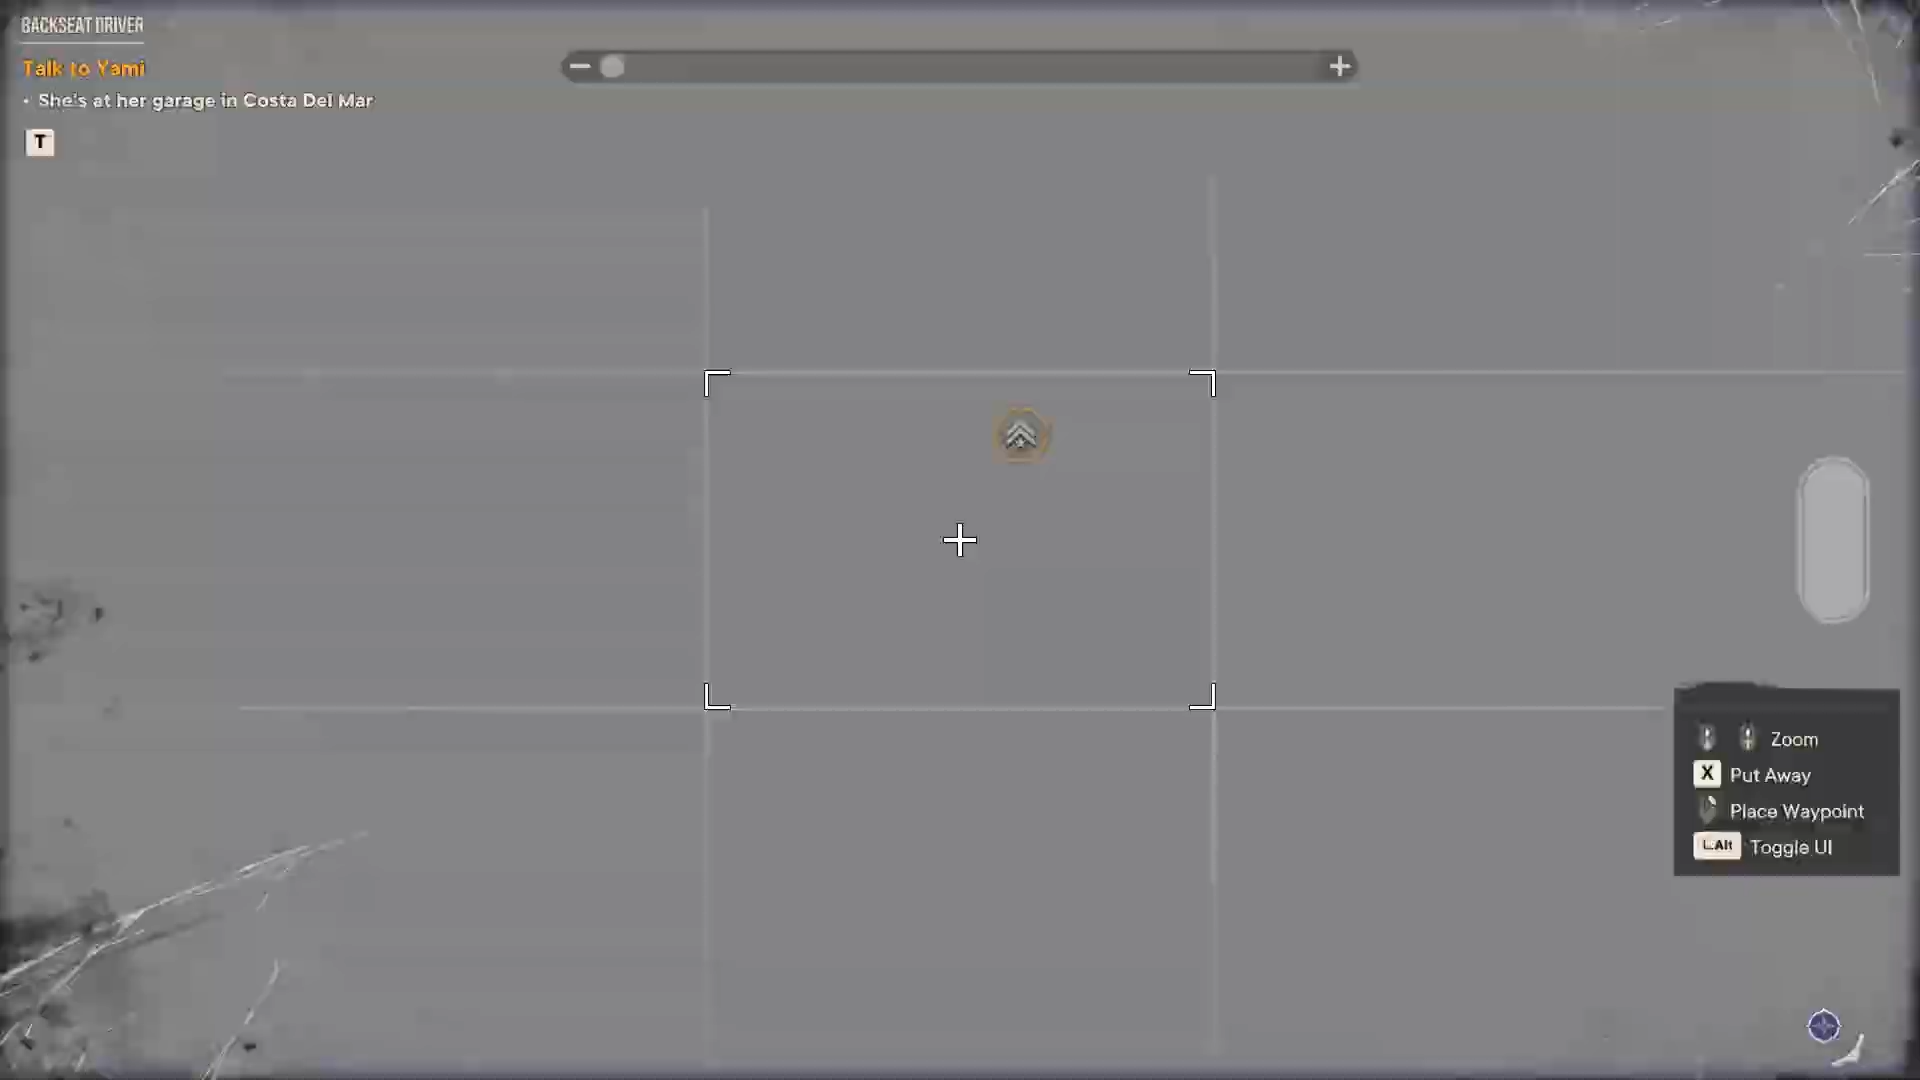 BACKSEAT DRIVER
Talk to Yami
• She's at her garage in Costa Del Mar
T
Zoom
X Put Away
Place Waypoint
L.Alt Toggle UI